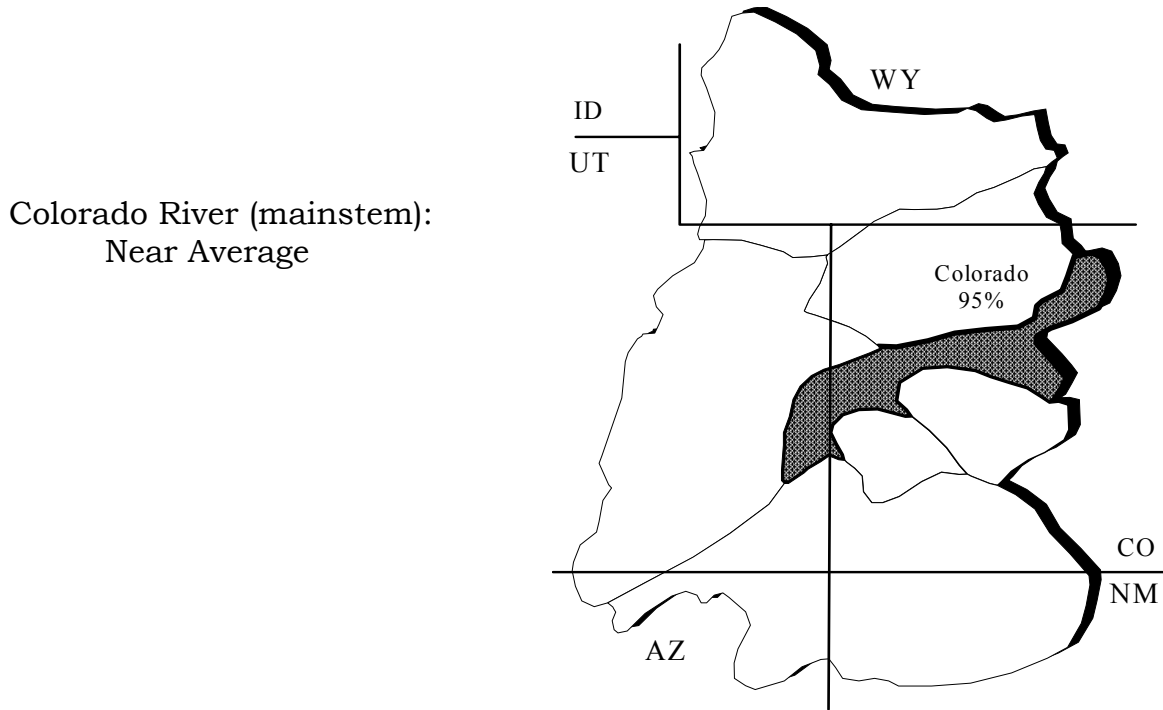 Colorado River (mainstem):
Near Average
WY
ID
UT
Colorado
95%
CO
NM
AZ